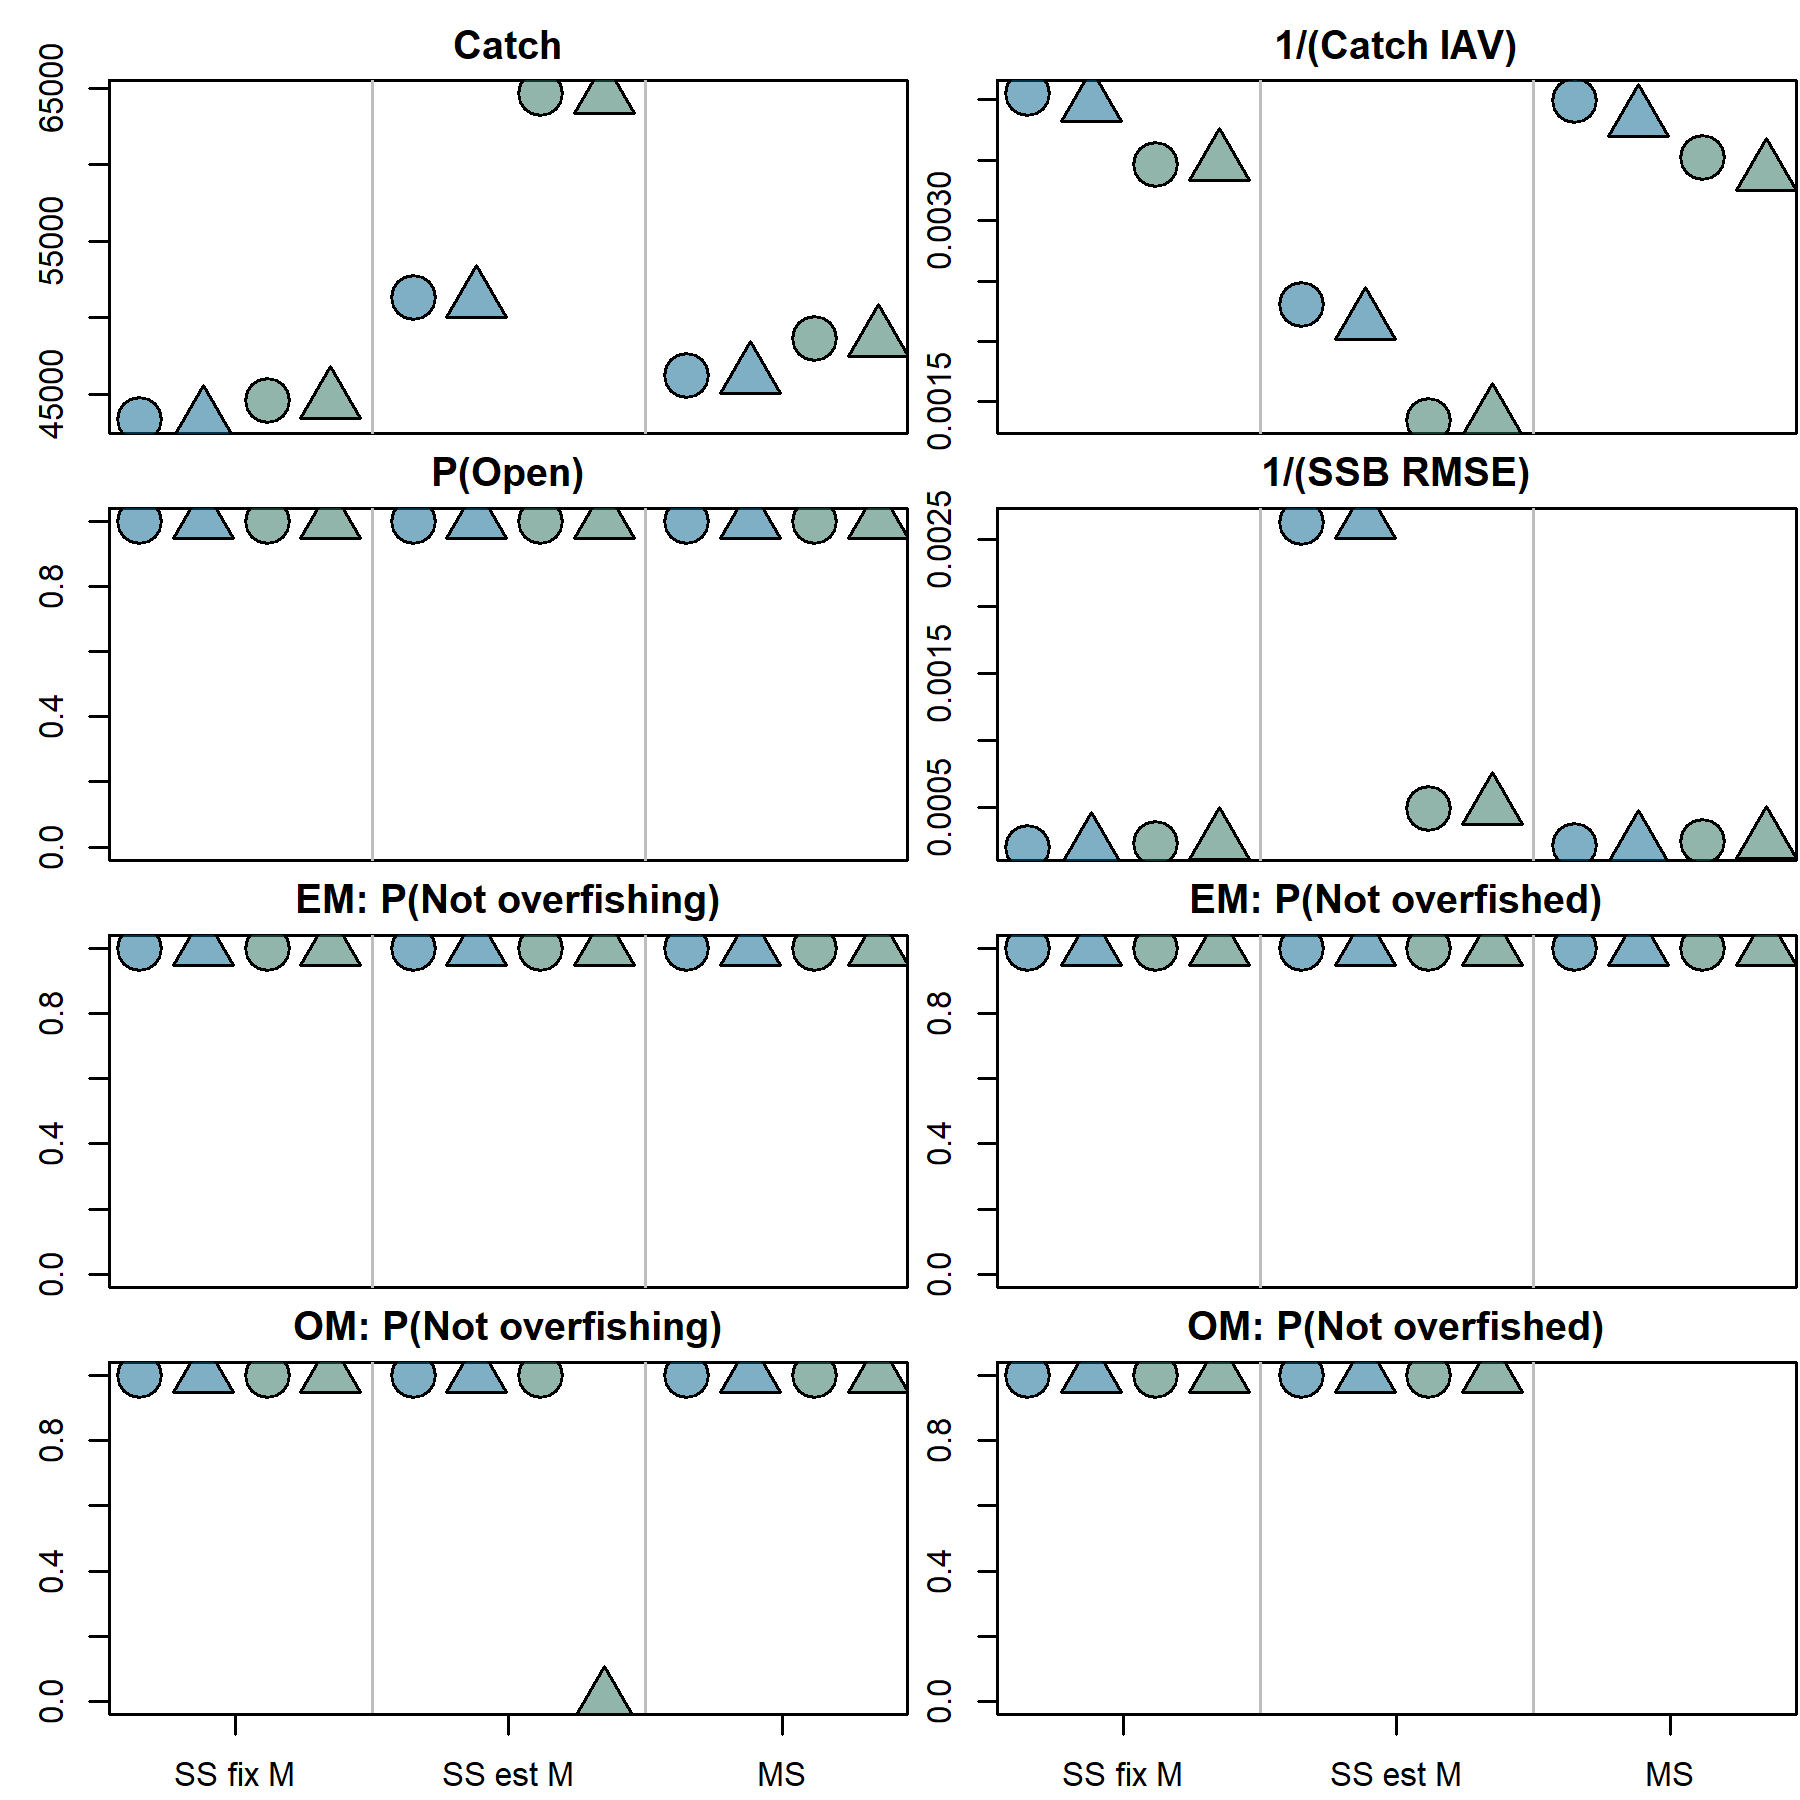 Catch
65000
55000
45000
1/(Catch IAV)
0.0030
0.0015
P(Open)
0.8
0.4
0.0
1/(SSB RMSE)
0.0025
0.0015
0.0005
EM: P(Not overfishing)
0.8
0.4
0.0
EM: P(Not overfished)
0.8
0.4
0.0
OM: P(Not overfishing)
0.8
0.4
0.0
SS fix M
SS est M
MS
OM: P(Not overfished)
0.8
0.4
0.0
SS fix M
SS est M
MS